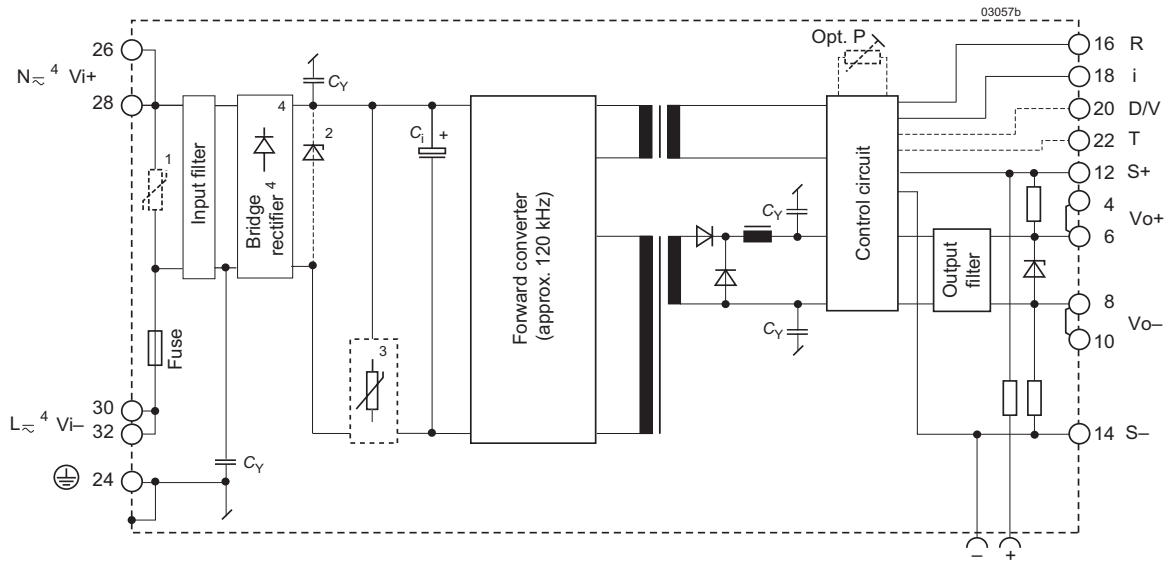 03057b
Opt. P
26
N≂ 4 Vi+
28
1
Input filter
4
Bridge
rectifier 4
2
CY
Ci +
3
Fuse
30
L≂ 4 Vi–
32
24
CY
Forward converter
(approx. 120 kHz)
CY
CY
Control circuit
Output
filter
16 R
18 i
20 D/V
22 T
12 S+
4
Vo+
6
8
Vo–
10
14 S–
– +